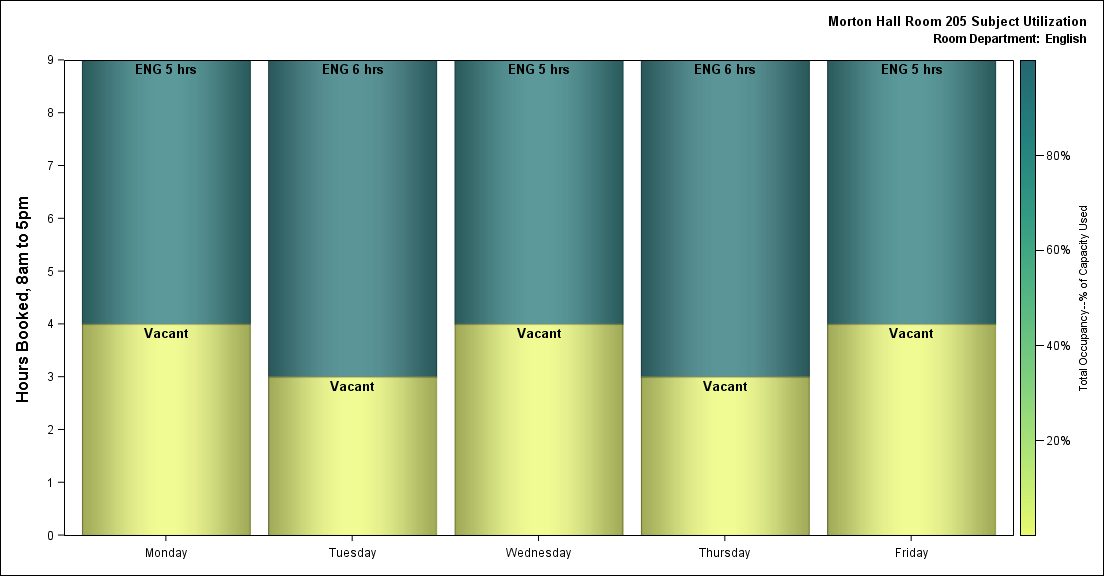 Morton Hall Room 205 Subject Utilization
Room Department: English
Hours Booked, 8am to 5pm
9
8
7
6
5
4
3
2
1
0
ENG 5 hrs
ENG 6 hrs
ENG 5 hrs
ENG 6 hrs
ENG 5 hrs
Vacant
Vacant
Vacant
Vacant
Vacant
Monday
Tuesday
Wednesday
Thursday
Friday
80%
60%
40%
20%
Total Occupancy--% of Capacity Used